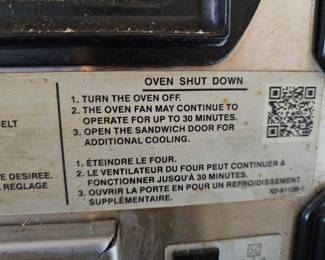 OVEN SHUT DOWN
1. TURN THE OVEN OFF.
2. THE OVEN FAN MAY CONTINUE TO
OPERATE FOR UP TO 30 MINUTES.
3. OPEN THE SANDWICH DOOR FOR
ADDITIONAL COOLING.
1. ÉTEINDRE LE FOUR.
2. LE VENTILATEUR DU FOUR PEUT CONTINUER À
FONCTIONNER JUSQU'À 30 MINUTES.
3. OUVRIR LA PORTE EN POUR UN REFROIDISSEMENT
SUPPLÉMENTAIRE.
ELT
E DESIREE.
REGLAGE